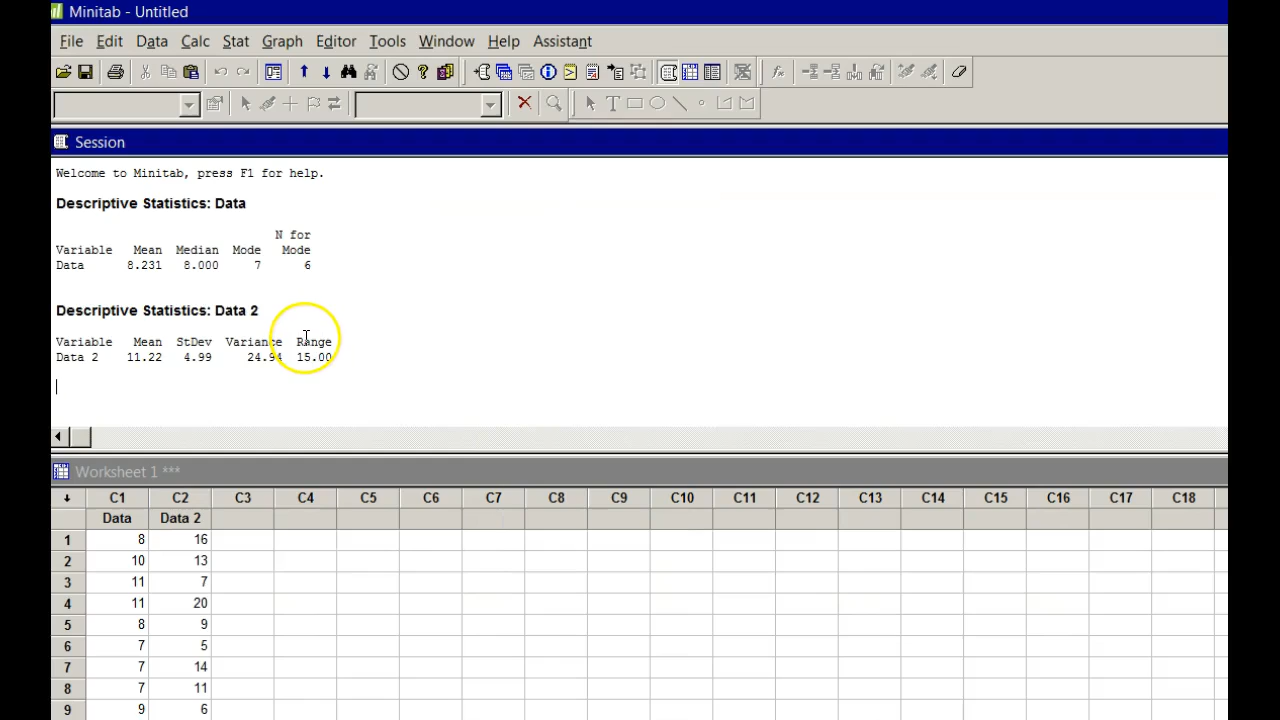 Minitab - Untitled
File Edit Data Calc Stat Graph Editor Tools Window Help Assistant
Session
Welcome to Minitab, press F1 for help.
Descriptive Statistics: Data
N for
Variable Mean Median Mode Mode
Data 8.231 8.000 7 6
Descriptive Statistics: Data 2
Variable Mean StDev Variance Range
Data 2 11.22 4.99 24.94 15.00
Worksheet 1 ***
C1 C2 C3 C4 C5 C6 C7 C8 C9 C10 C11 C12 C13 C14 C15 C16 C17 C18
Data Data 2
1 8 16
2 10 13
3 11 7
4 11 20
5 8 9
6 7 5
7 7 14
8 7 11
9 9 6